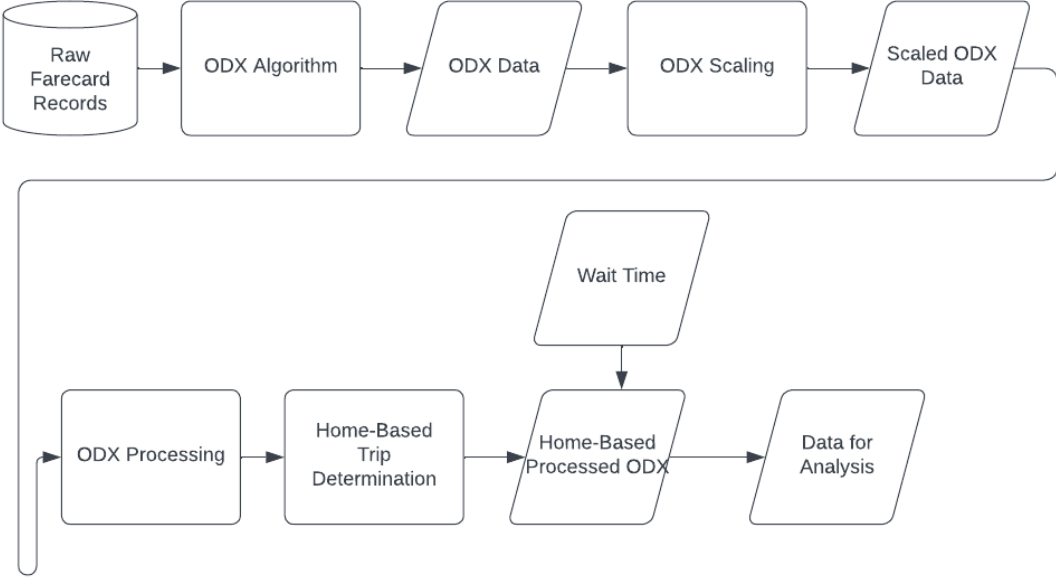 Raw
Farecard
Records
ODX Algorithm
ODX Data
ODX Scaling
Scaled ODX
Data
Wait Time
ODX Processing
Home-Based
Trip
Determination
Home-Based
Processed ODX
Data for
Analysis